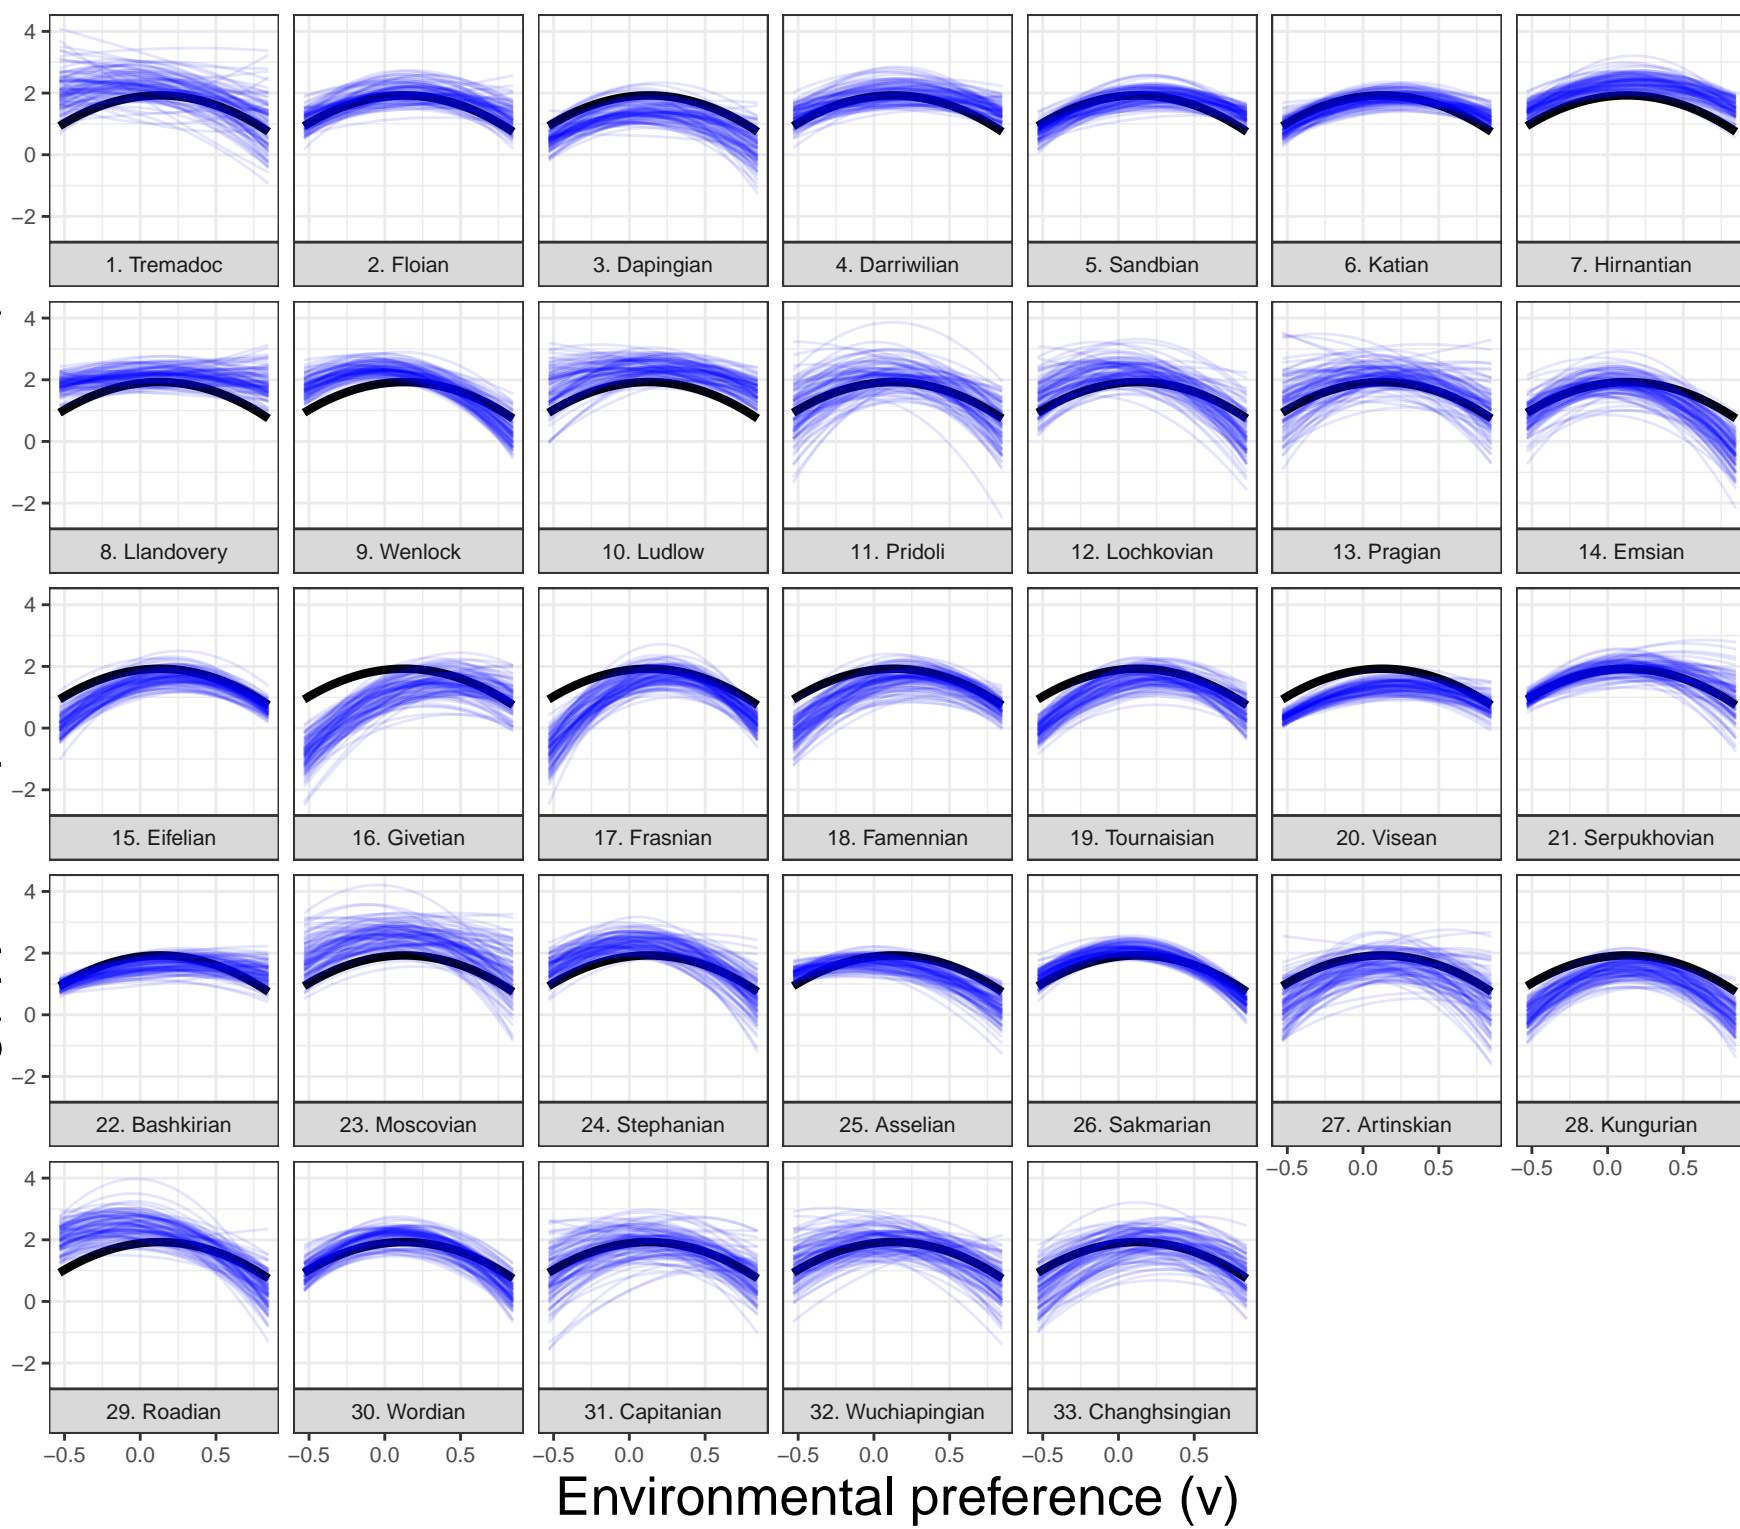 4
2
0
−2
1. Tremadoc
2. Floian
3. Dapingian
4. Darriwilian
5. Sandbian
6. Katian
7. Hirnantian
4
2
0
−2
8. Llandovery
9. Wenlock
10. Ludlow
11. Pridoli
12. Lochkovian
13. Pragian
14. Emsian
4
2
0
−2
15. Eifelian
16. Givetian
17. Frasnian
18. Famennian
19. Tournaisian
20. Visean
21. Serpukhovian
4
2
0
−2
22. Bashkirian
23. Moscovian
24. Stephanian
25. Asselian
26. Sakmarian
27. Artinskian
28. Kungurian
−0.5 0.0 0.5
−0.5 0.0 0.5
4
2
0
−2
29. Roadian
30. Wordian
31. Capitanian
32. Wuchiapingian
33. Changhsingian
−0.5 0.0 0.5
−0.5 0.0 0.5
−0.5 0.0 0.5
−0.5 0.0 0.5
−0.5 0.0 0.5
Environmental preference (v)